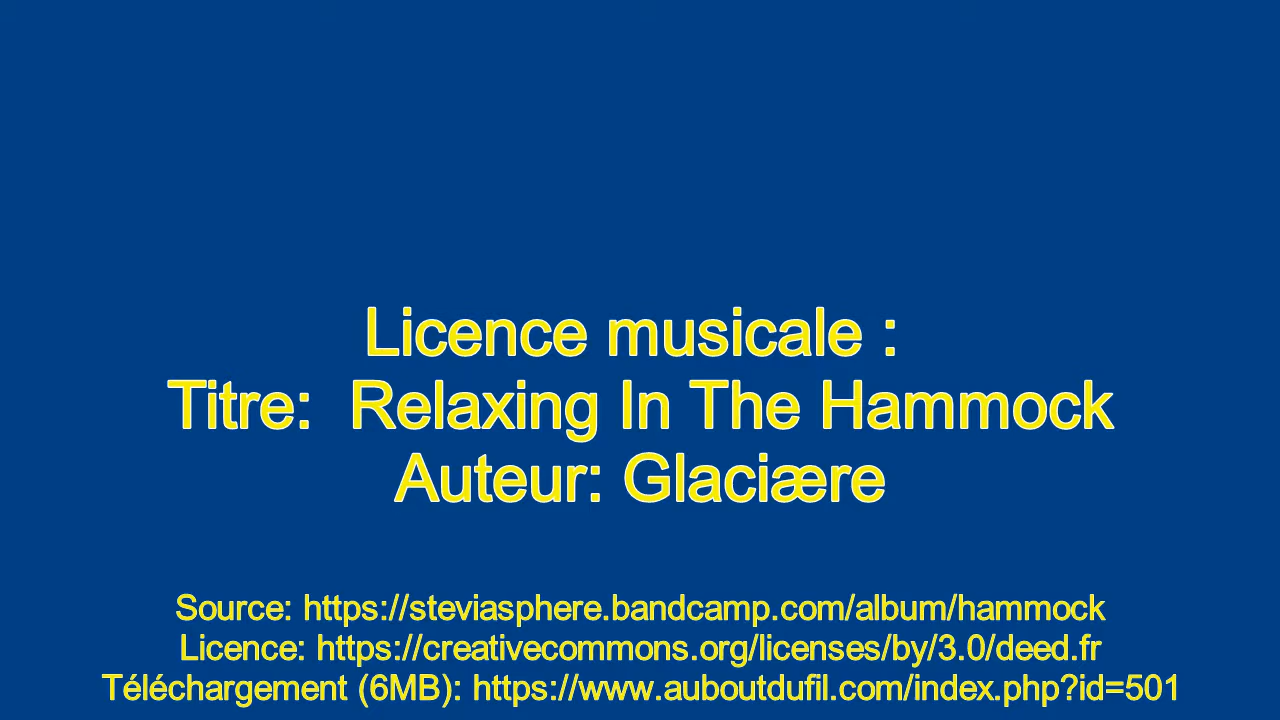 Licence musicale :
Titre:  Relaxing In The Hammock
Auteur: Glaciære
Source: https://steviasphere.bandcamp.com/album/hammock
Licence: https://creativecommons.org/licenses/by/3.0/deed.fr
Téléchargement (6MB): https://www.auboutdufil.com/index.php?id=501